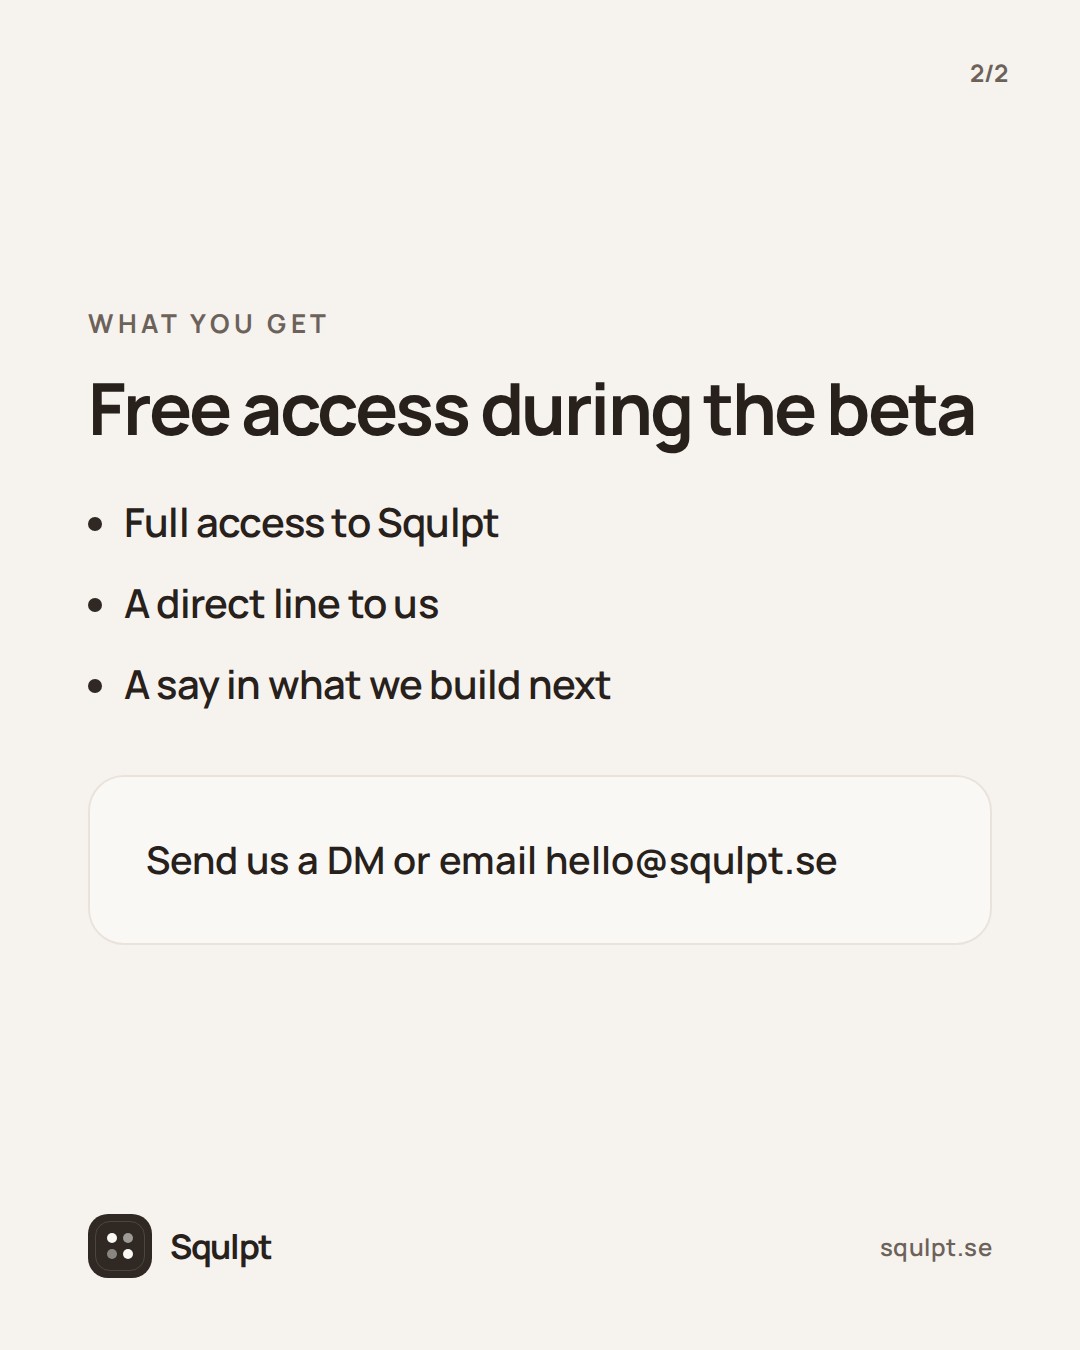 2/2
WHAT YOU GET
Free access during the beta
Full access to Squlpt
A direct line to us
A say in what we build next
Send us a DM or email hello@squlpt.se
Squlpt
squlpt.se